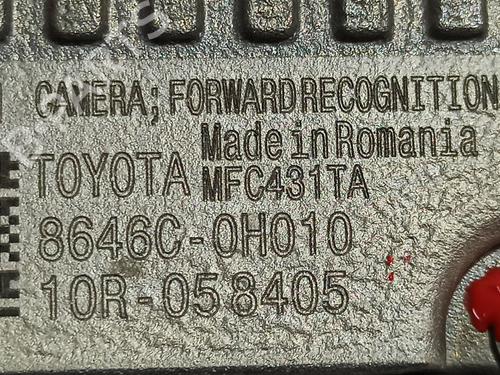 CAMERA; FORWARD RECOGNITION
Made in Romania
TOYOTA MFC431TA
8646C-0H010
10R-058405